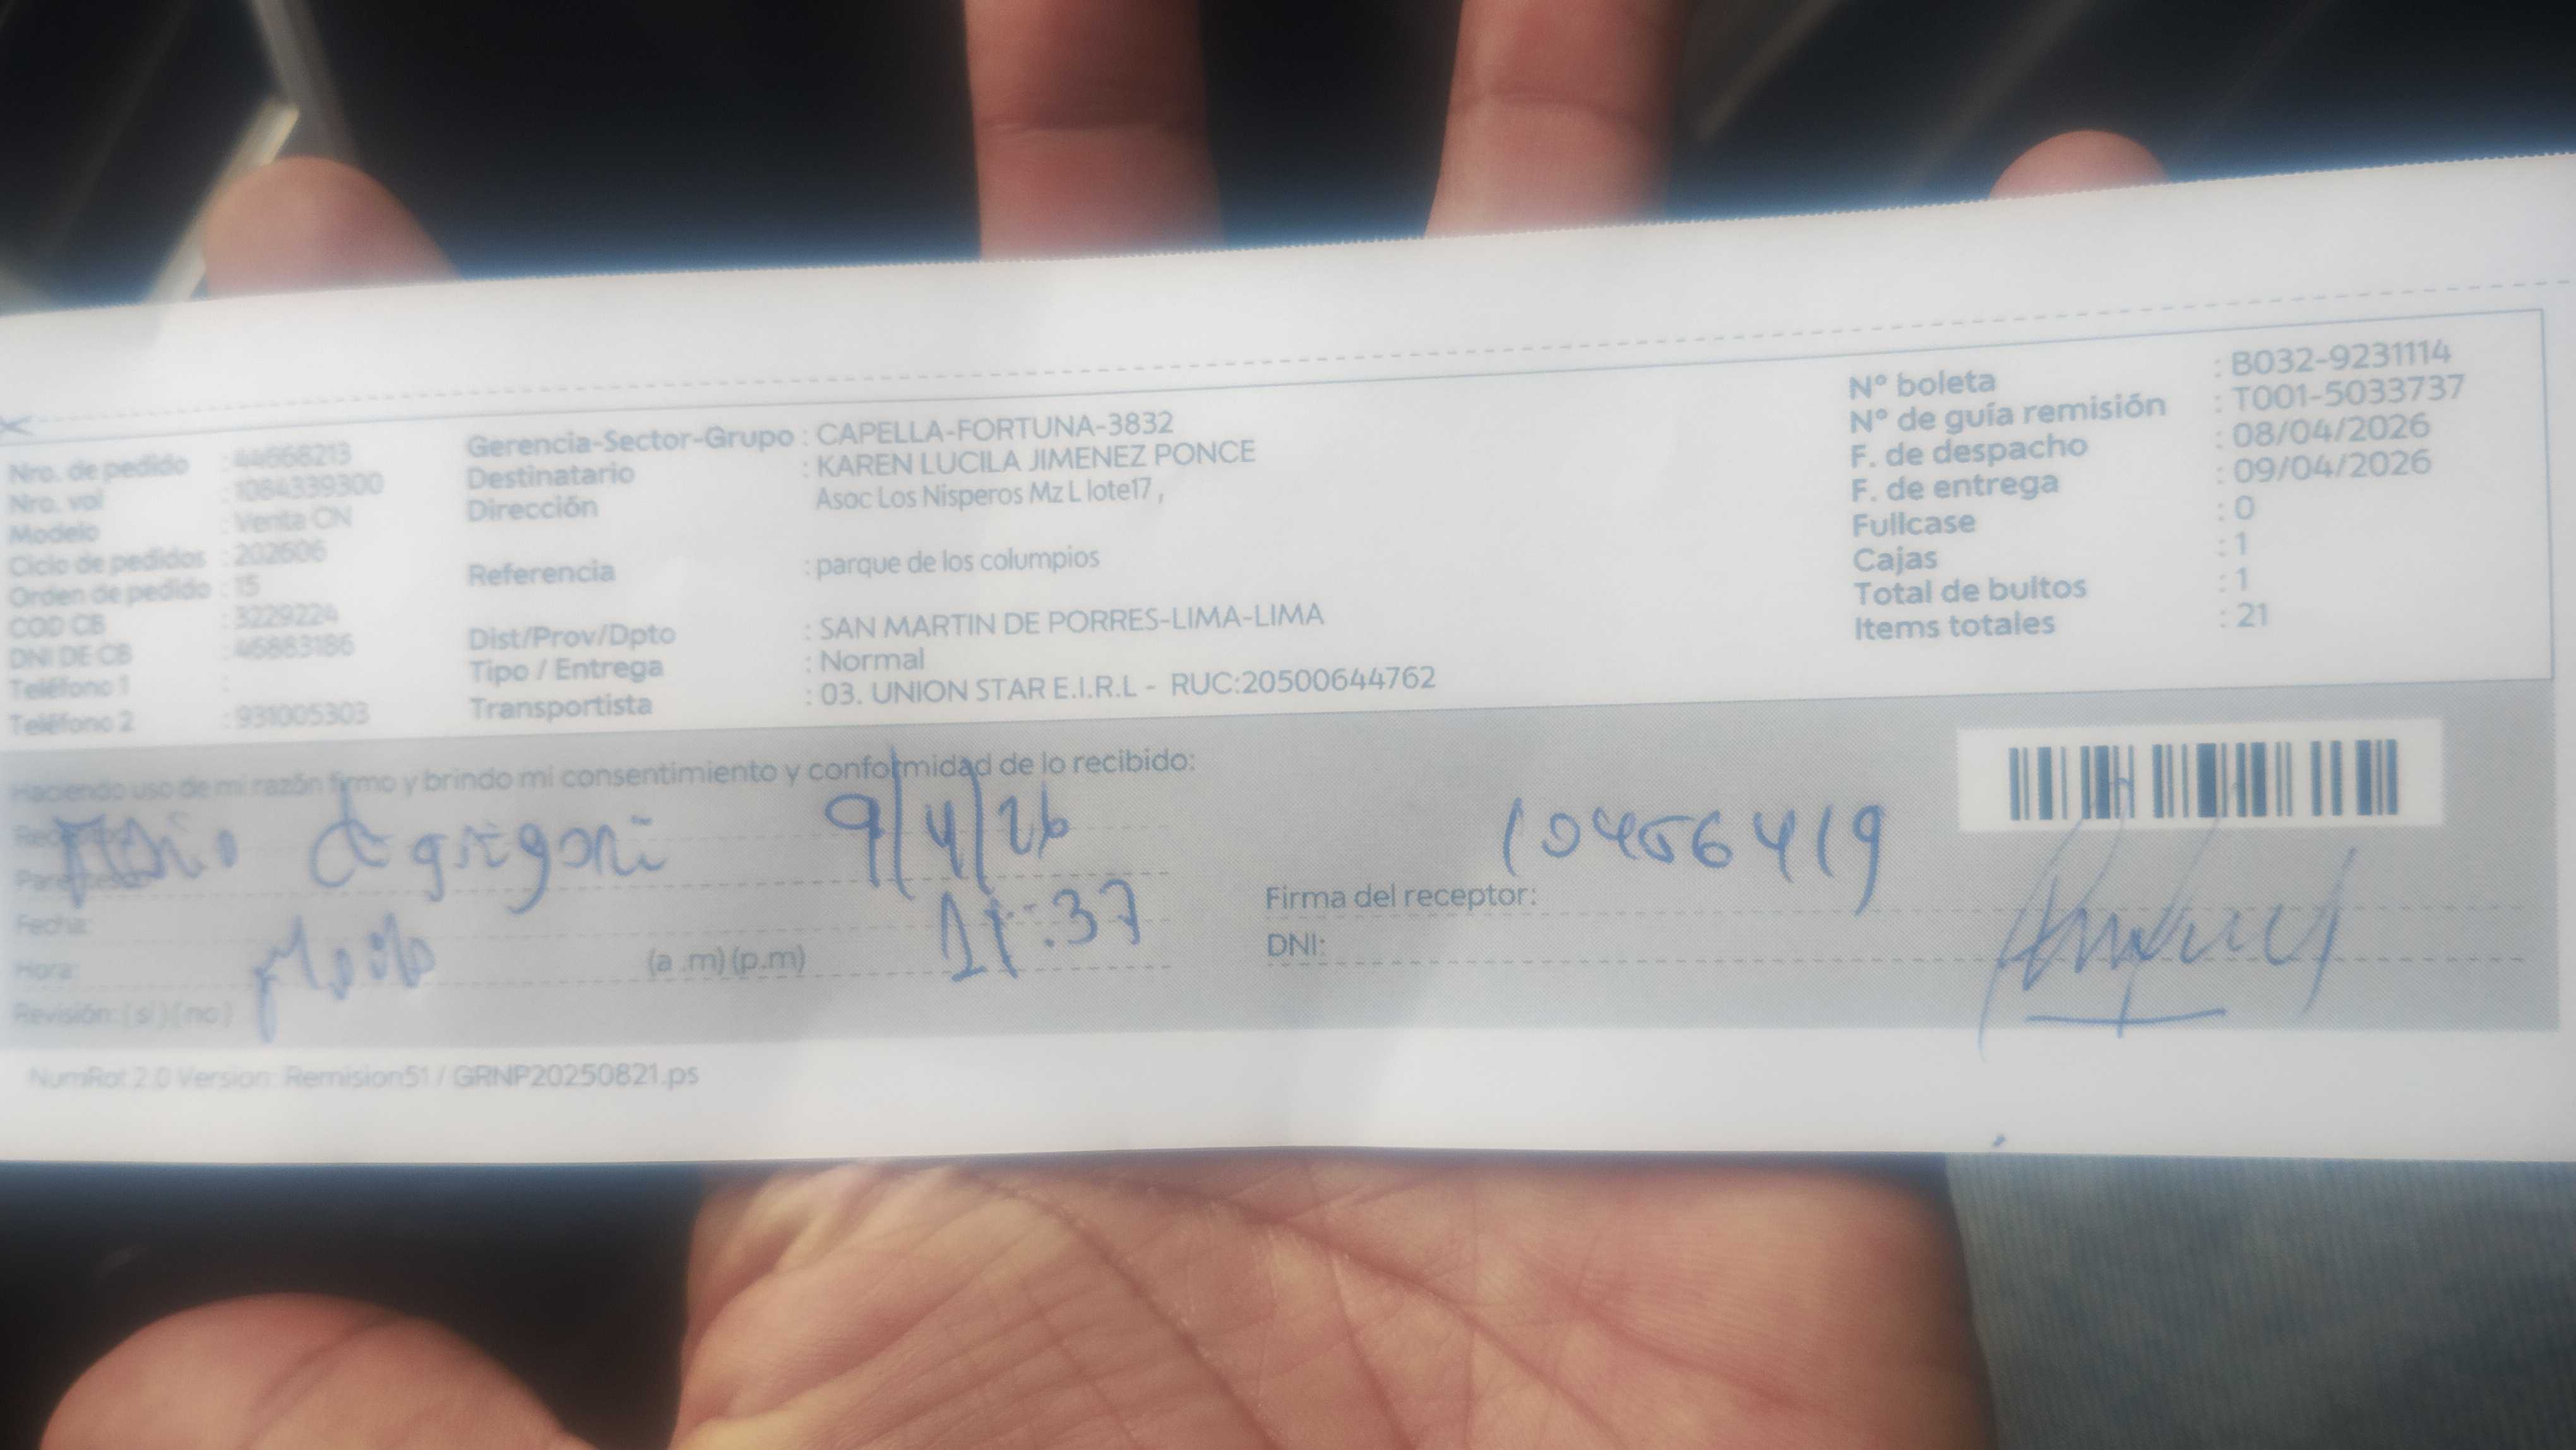 Nro. de pedido : 44668213
Nro. val : 1084339300
Modelo : Venta CN
Ciclo de pedidos : 202606
Orden de pedido : 15
COD CB : 3229224
DNI DE CB : 46883186
Teléfono 1 :
Teléfono 2 : 931005303
Gerencia-Sector-Grupo : CAPELLA-FORTUNA-3832
Destinatario : KAREN LUCILA JIMENEZ PONCE
Dirección Asoc Los Nisperos Mz L lote17 ,
Referencia : parque de los columpios
Dist/Prov/Dpto : SAN MARTIN DE PORRES-LIMA-LIMA
Tipo / Entrega : Normal
Transportista : 03. UNION STAR E.I.R.L - RUC:20500644762
N° boleta : B032-9231114
N° de guía remisión : T001-5033737
F. de despacho : 08/04/2026
F. de entrega : 09/04/2026
Fullcase : 0
Cajas : 1
Total de bultos : 1
Items totales : 21
Haciendo uso de mi razón firmo y brindo mi consentimiento y conformidad de lo recibido:
9/4/26
10456419
Fecha:
Firma del receptor:
Hora: (a .m) (p.m)
:37
DNI:
Revisión: ( si ) ( no )
NumRot 2.0 Version: Remision51 / GRNP20250821.ps